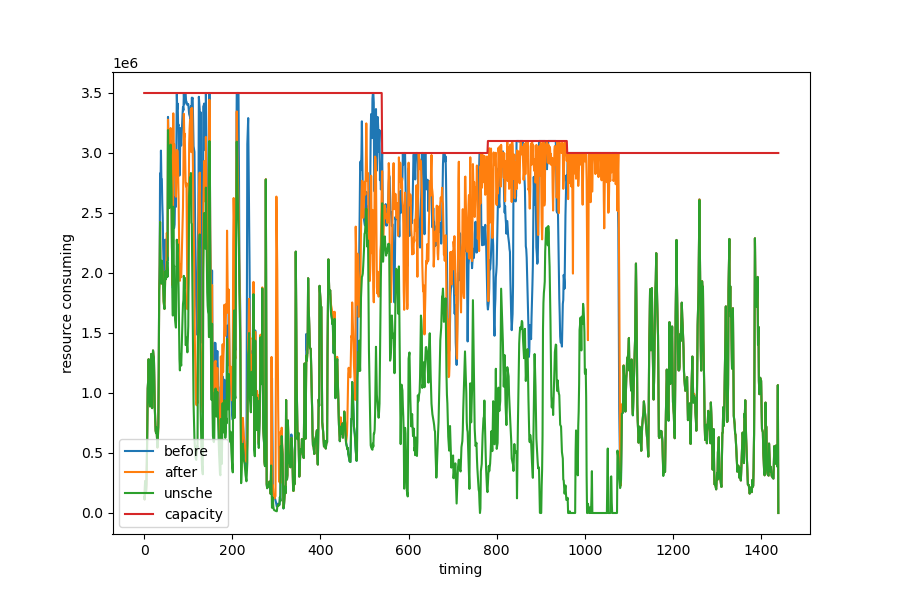 1e6
3.5
3.0
2.5
2.0
1.5
1.0
0.5
0.0
resource consuming
before
after
unsche
capacity
0 200 400 600 800 1000 1200 1400
timing